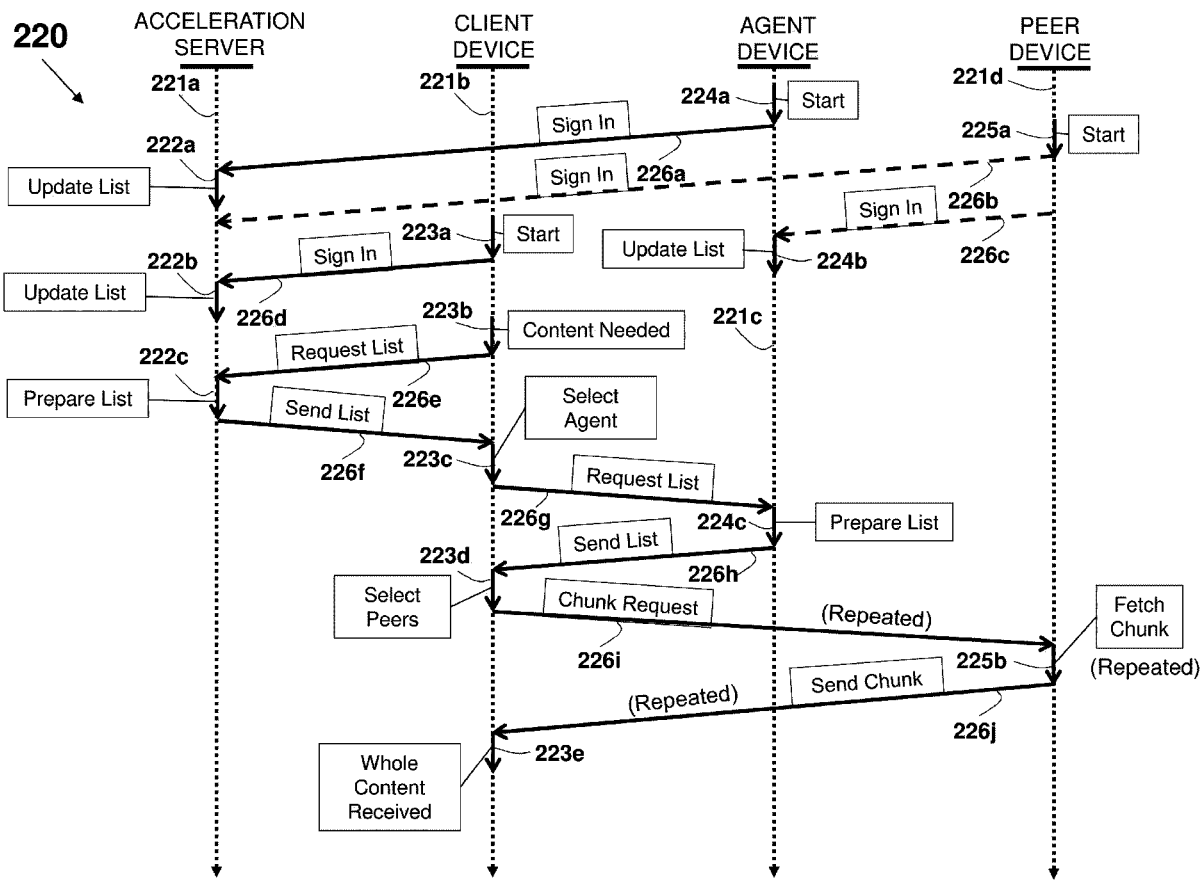 220
ACCELERATION
SERVER
CLIENT
DEVICE
AGENT
DEVICE
PEER
DEVICE
221a
221b
224a
Start
221d
Sign In
225a
Start
222a
226a
Update List
Sign In
226b
Sign In
223a
Start
226c
Update List
224b
Sign In
222b
Update List
226d
223b
Content Needed
221c
Request List
222c
226e
Prepare List
Send List
Select
Agent
226f
223c
Request List
226g
224c
Prepare List
Send List
223d
226h
Select
Peers
Chunk Request
(Repeated)
Fetch
Chunk
226i
225b
(Repeated)
Send Chunk
(Repeated)
226j
223e
Whole
Content
Received